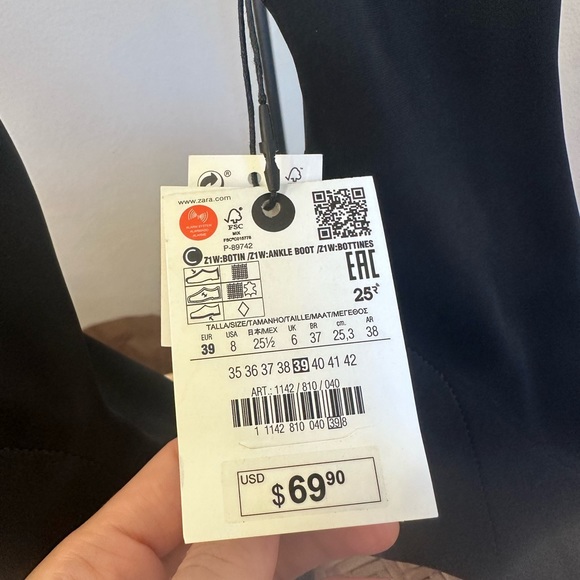 www.zara.com
®
FSC
MIX
P-89742
C Z1W:BOTIN /Z1W:ANKLE BOOT /Z1W:BOTTINES
EAC
25
TALLA/SIZE/TAMANHO/TAILLE/MAAT/ΜΕΓΕΘΟΣ
EUR USA 日本/MEX UK BR cm. AR
39 8 25½ 6 37 25,3 38
35 36 37 38 39 40 41 42
ART.: 1142 / 810 / 040
1 1142 810 040 39 8
USD
$ 69 90